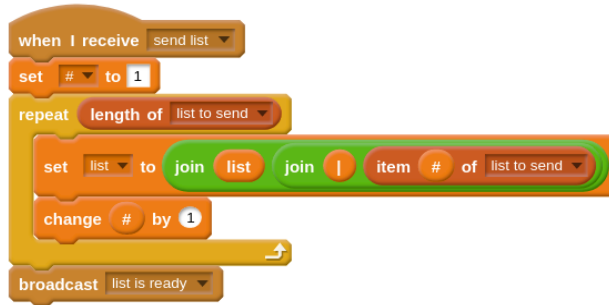 when I receive send list
set # to 1
repeat length of list to send
set list to join list join | item # of list to send
change # by 1
broadcast list is ready